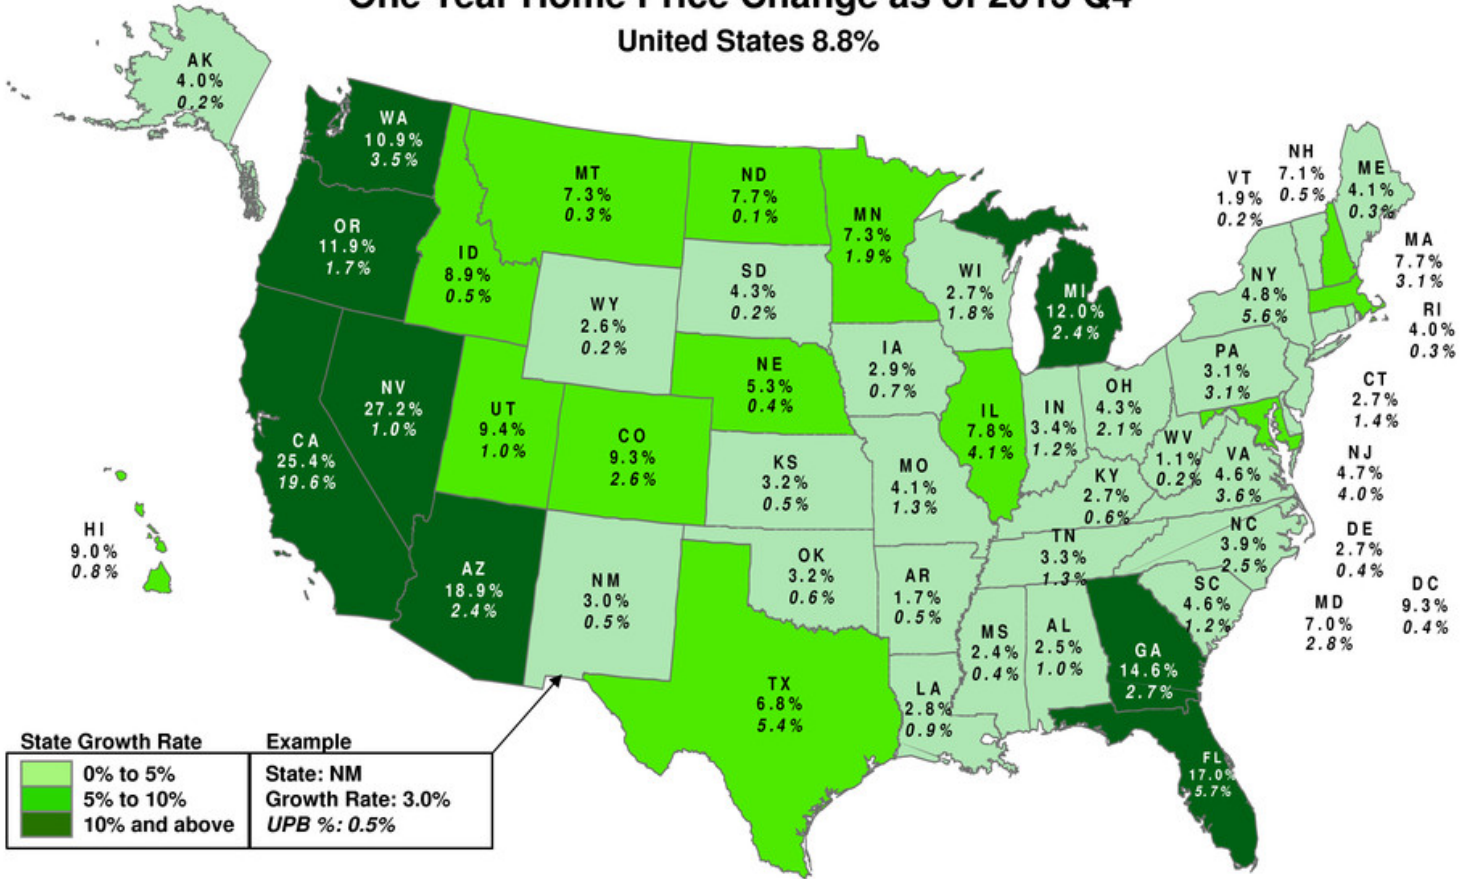 One Year Home Price Change as of 2013 Q4
United States 8.8%
AK
4.0%
0.2%
WA
10.9%
3.5%
OR
11.9%
1.7%
ID
8.9%
0.5%
MT
7.3%
0.3%
ND
7.7%
0.1%
MN
7.3%
1.9%
SD
4.3%
0.2%
WI
2.7%
1.8%
MI
12.0%
2.4%
VT
1.9%
0.2%
NH
7.1%
0.5%
ME
4.1%
0.3%
MA
7.7%
3.1%
NY
4.8%
5.6%
RI
4.0%
0.3%
WY
2.6%
0.2%
NE
5.3%
0.4%
IA
2.9%
0.7%
PA
3.1%
3.1%
CT
2.7%
1.4%
NV
27.2%
1.0%
UT
9.4%
1.0%
CO
9.3%
2.6%
IL
7.8%
4.1%
IN
3.4%
1.2%
OH
4.3%
2.1%
WV
1.1%
0.2%
VA
4.6%
3.6%
NJ
4.7%
4.0%
CA
25.4%
19.6%
KS
3.2%
0.5%
MO
4.1%
1.3%
KY
2.7%
0.6%
HI
9.0%
0.8%
DE
2.7%
0.4%
AZ
18.9%
2.4%
NM
3.0%
0.5%
OK
3.2%
0.6%
AR
1.7%
0.5%
TN
3.3%
1.3%
NC
3.9%
2.5%
SC
4.6%
1.2%
MD
7.0%
2.8%
DC
9.3%
0.4%
MS
2.4%
0.4%
AL
2.5%
1.0%
GA
14.6%
2.7%
TX
6.8%
5.4%
LA
2.8%
0.9%
FL
17.0%
5.7%
State Growth Rate
0% to 5%
5% to 10%
10% and above
Example
State: NM
Growth Rate: 3.0%
UPB %: 0.5%